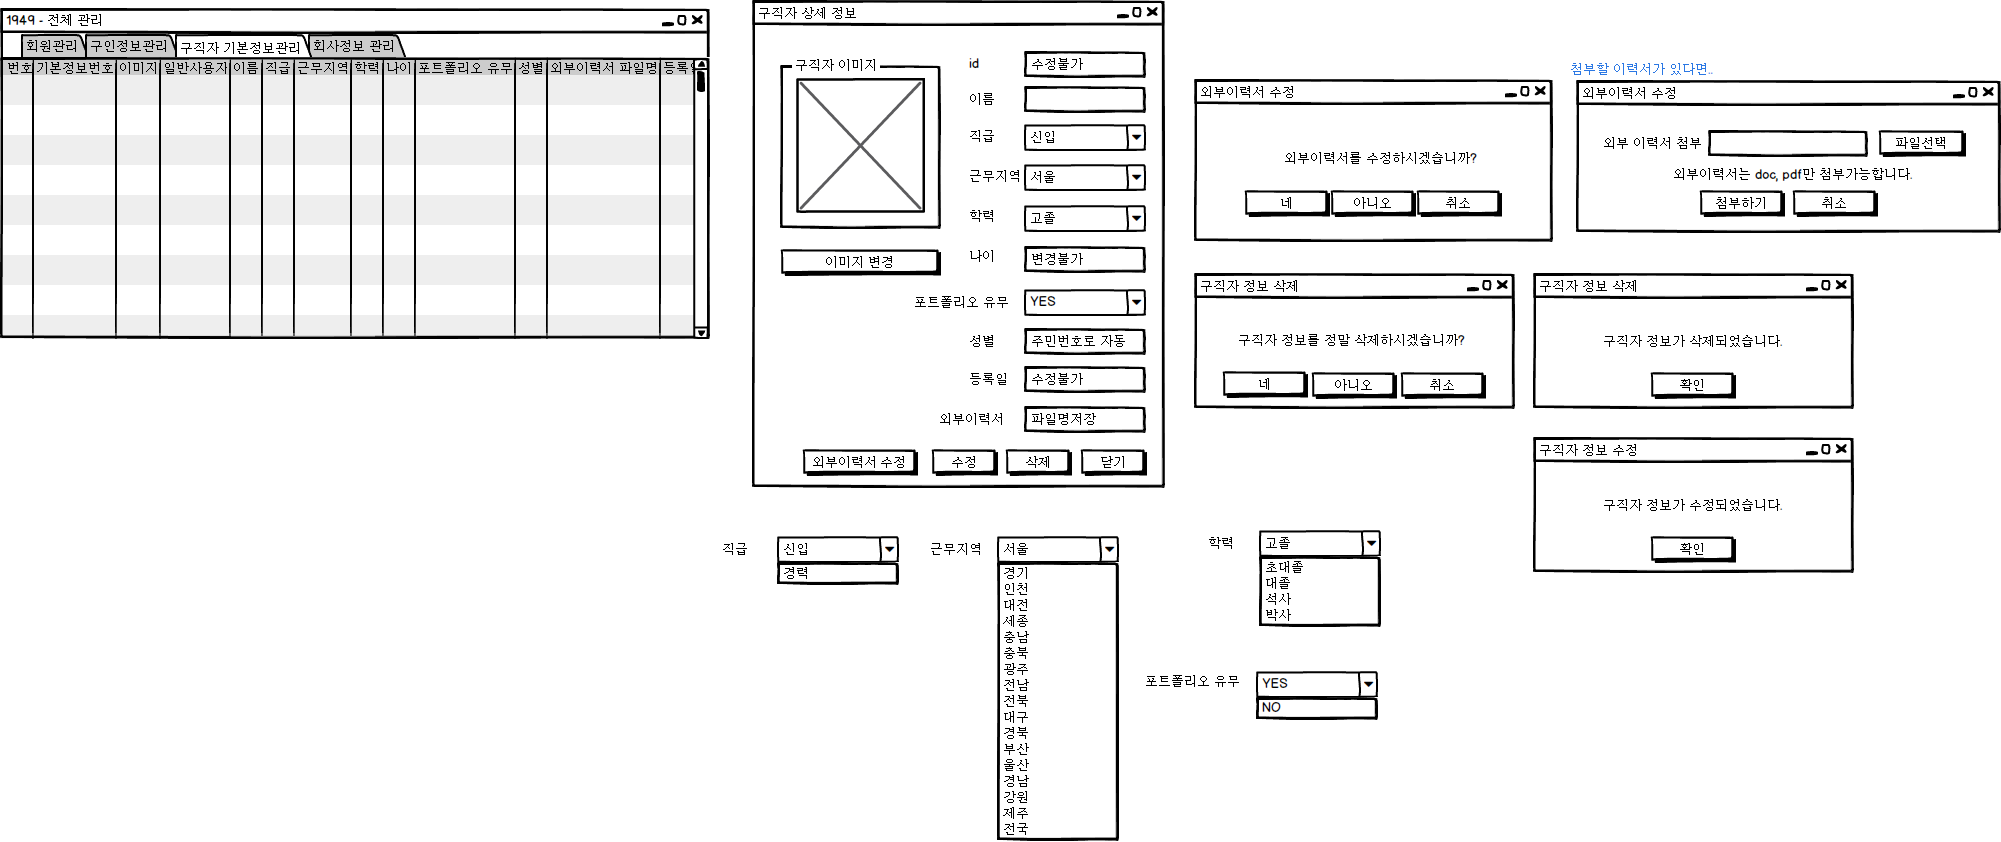 1949 - 전체 관리
회원관리 구인정보관리 구직자 기본정보관리 회사정보 관리
번호 기본정보번호 이미지 일반사용자 이름 직급 근무지역 학력 나이 포트폴리오 유무 성별 외부이력서 파일명 등록일
구직자 상세 정보
구직자 이미지
이미지 변경
id 수정불가
이름
직급 신입
근무지역 서울
학력 고졸
나이 변경불가
포트폴리오 유무 YES
성별 주민번호로 자동
등록일 수정불가
외부이력서 파일명저장
외부이력서 수정 수정 삭제 닫기
외부이력서 수정
외부이력서를 수정하시겠습니까?
네 아니오 취소
첨부할 이력서가 있다면..
외부이력서 수정
외부 이력서 첨부 파일선택
외부이력서는 doc, pdf만 첨부가능합니다.
첨부하기 취소
구직자 정보 삭제
구직자 정보를 정말 삭제하시겠습니까?
네 아니오 취소
구직자 정보 삭제
구직자 정보가 삭제되었습니다.
확인
구직자 정보 수정
구직자 정보가 수정되었습니다.
확인
직급 신입
경력
근무지역 서울
경기
인천
대전
세종
충남
충북
광주
전남
전북
대구
경북
부산
울산
경남
강원
제주
전국
학력 고졸
초대졸
대졸
석사
박사
포트폴리오 유무 YES
NO